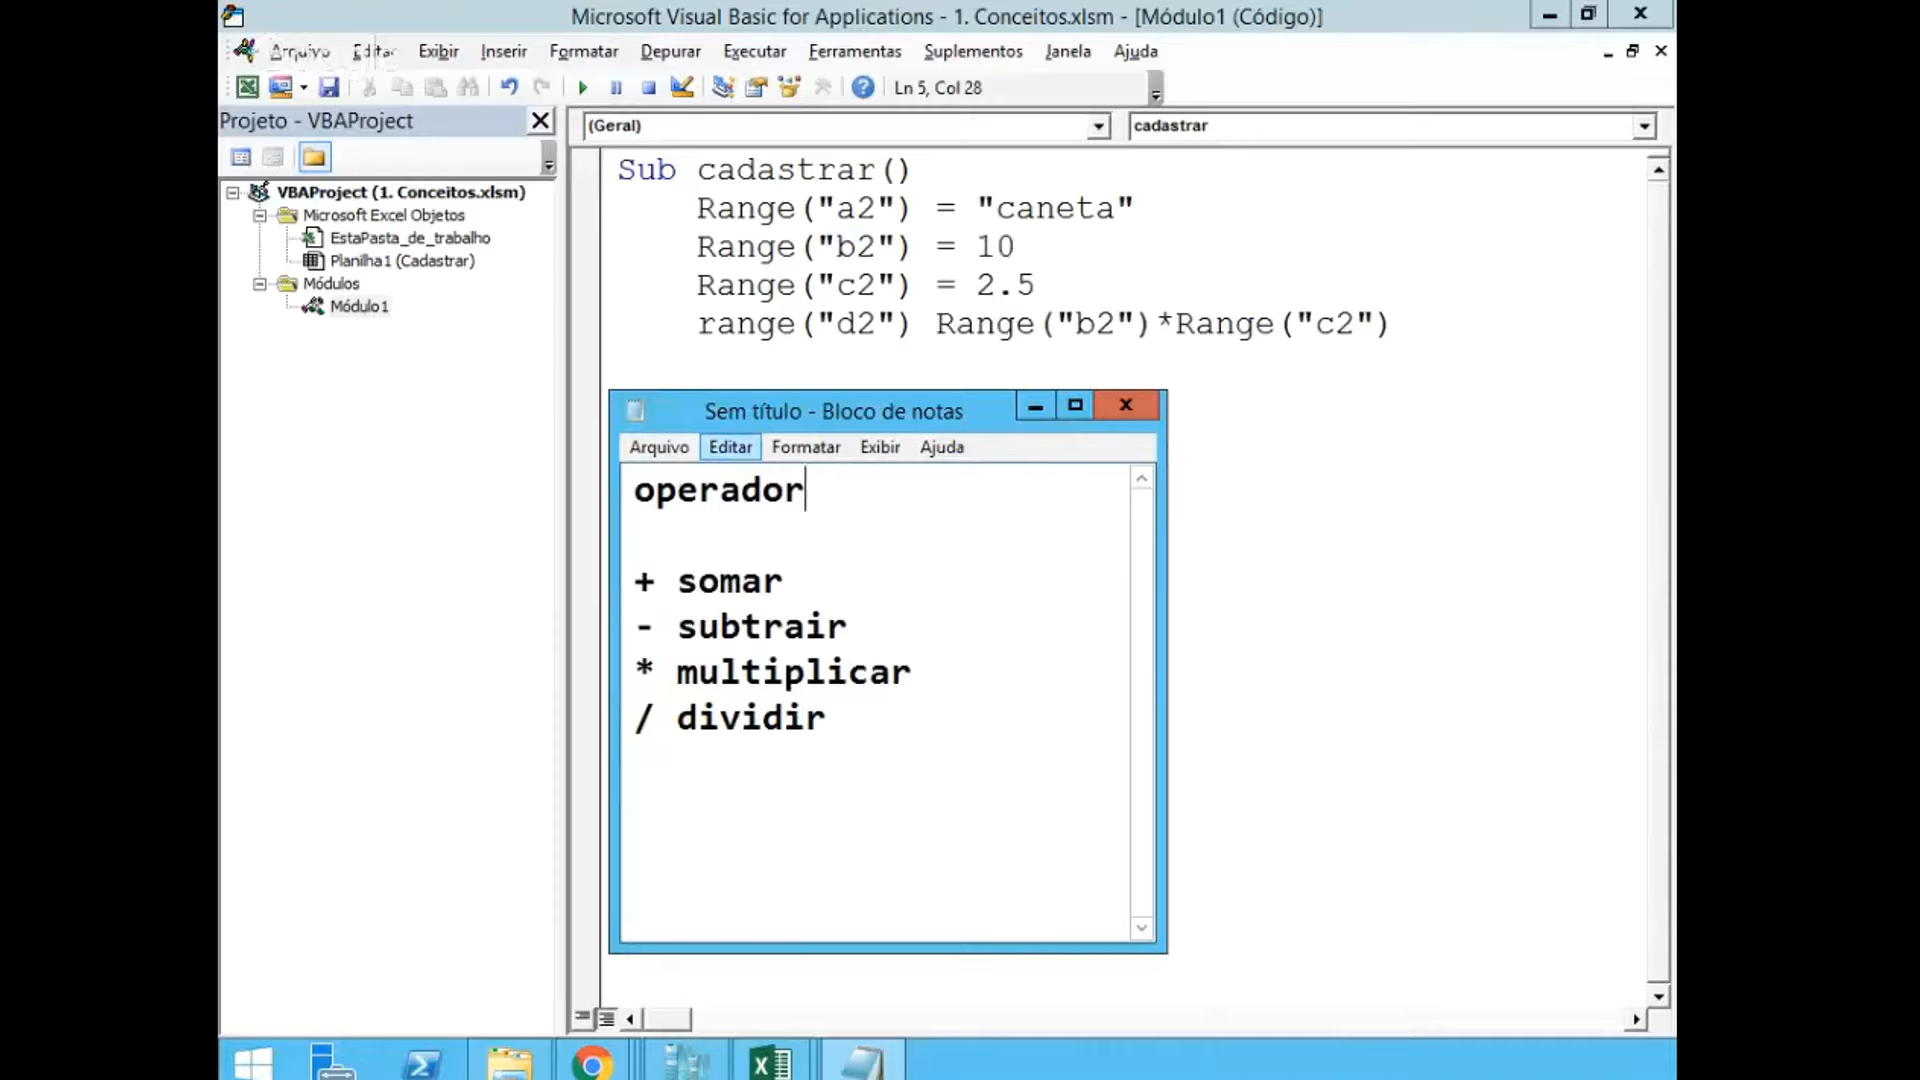 Microsoft Visual Basic for Applications - 1. Conceitos.xlsm - [Módulo1 (Código)]
Arquivo Editar Exibir Inserir Formatar Depurar Executar Ferramentas Suplementos Janela Ajuda
Ln 5, Col 28
Projeto - VBAProject
(Geral)
cadastrar
VBAProject (1. Conceitos.xlsm)
Microsoft Excel Objetos
EstaPasta_de_trabalho
Planilha1 (Cadastrar)
Módulos
Módulo1
Sub cadastrar()
Range("a2") = "caneta"
Range("b2") = 10
Range("c2") = 2.5
range("d2") Range("b2")*Range("c2")
Sem título - Bloco de notas
Arquivo Editar Formatar Exibir Ajuda
operador
+ somar
- subtrair
* multiplicar
/ dividir